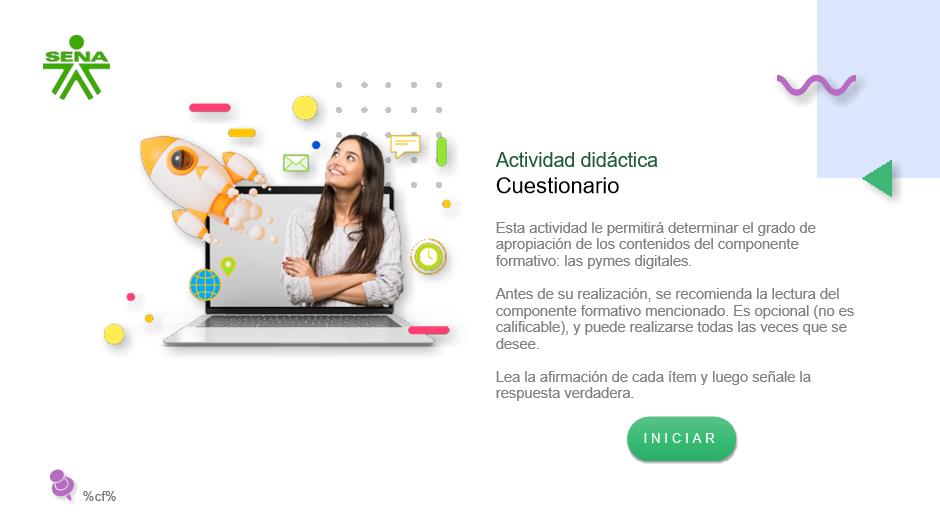 SENA
Actividad didáctica
Cuestionario
Esta actividad le permitirá determinar el grado de
apropiación de los contenidos del componente
formativo: las pymes digitales.
Antes de su realización, se recomienda la lectura del
componente formativo mencionado. Es opcional (no es
calificable), y puede realizarse todas las veces que se
desee.
Lea la afirmación de cada ítem y luego señale la
respuesta verdadera.
INICIAR
%cf%